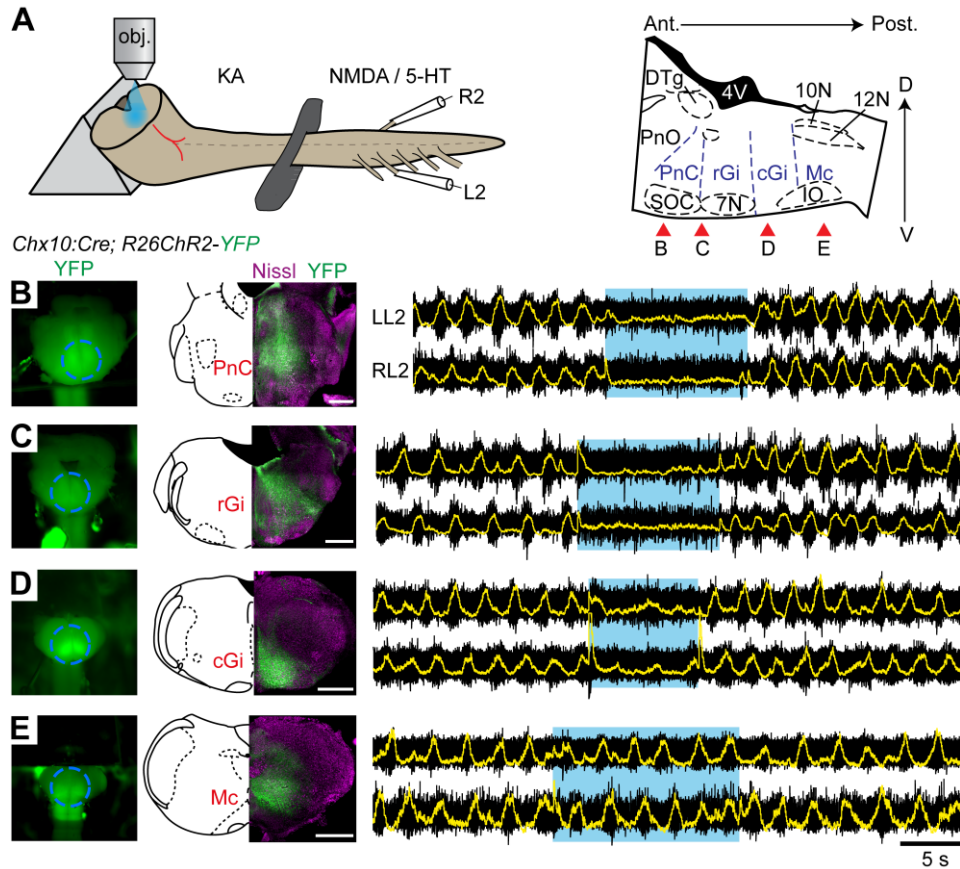 A
obj.
KA
NMDA / 5-HT
R2
L2
Ant.
Post.
DTg
4V
10N
12N
D
PnO
PnC
rGi
cGi
Mc
SOC
7N
IO
V
B
C
D
E
Chx10:Cre; R26ChR2-YFP
YFP
Nissl YFP
B
PnC
LL2
RL2
C
rGi
D
cGi
E
Mc
5 s